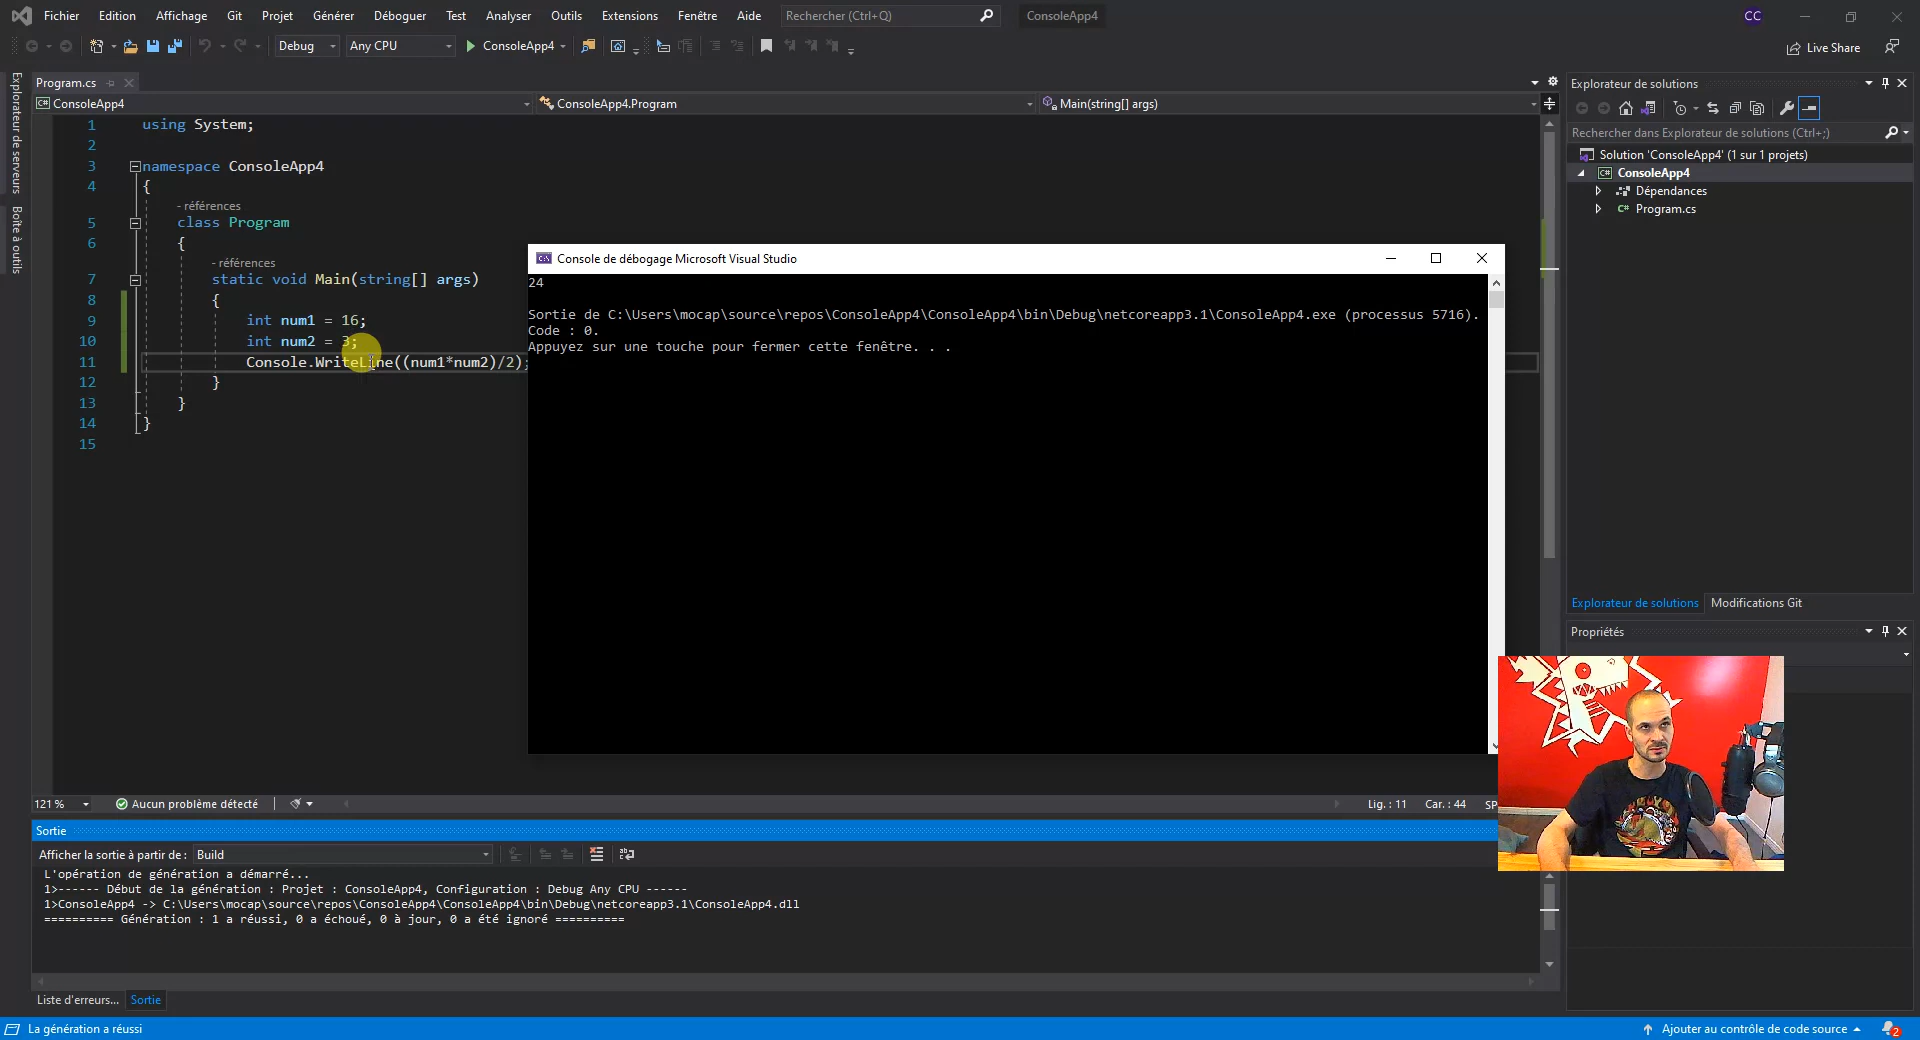 Fichier Edition Affichage Git Projet Générer Déboguer Test Analyser Outils Extensions Fenêtre Aide Rechercher (Ctrl+Q) ConsoleApp4 CC
Debug Any CPU ConsoleApp4 Live Share
Explorateur de serveurs
Boîte à outils
Program.cs
ConsoleApp4 ConsoleApp4.Program Main(string[] args)
1 using System;
2
3 namespace ConsoleApp4
4 {
- références
5 class Program
6 {
- références
7 static void Main(string[] args)
8 {
9 int num1 = 16;
10 int num2 = 3;
11 Console.WriteLine((num1*num2)/2);
12 }
13 }
14 }
15
Console de débogage Microsoft Visual Studio
24
Sortie de C:\Users\mocap\source\repos\ConsoleApp4\ConsoleApp4\bin\Debug\netcoreapp3.1\ConsoleApp4.exe (processus 5716).
Code : 0.
Appuyez sur une touche pour fermer cette fenêtre. . .
Explorateur de solutions
Rechercher dans Explorateur de solutions (Ctrl+;)
Solution 'ConsoleApp4' (1 sur 1 projets)
ConsoleApp4
Dépendances
C# Program.cs
Explorateur de solutions Modifications Git
Propriétés
121 % Aucun problème détecté Lig. : 11 Car. : 44 SP
Sortie
Afficher la sortie à partir de : Build
L'opération de génération a démarré...
1>------ Début de la génération : Projet : ConsoleApp4, Configuration : Debug Any CPU ------
1>ConsoleApp4 -> C:\Users\mocap\source\repos\ConsoleApp4\ConsoleApp4\bin\Debug\netcoreapp3.1\ConsoleApp4.dll
========== Génération : 1 a réussi, 0 a échoué, 0 à jour, 0 a été ignoré ==========
Liste d'erreurs... Sortie
La génération a réussi Ajouter au contrôle de code source 2